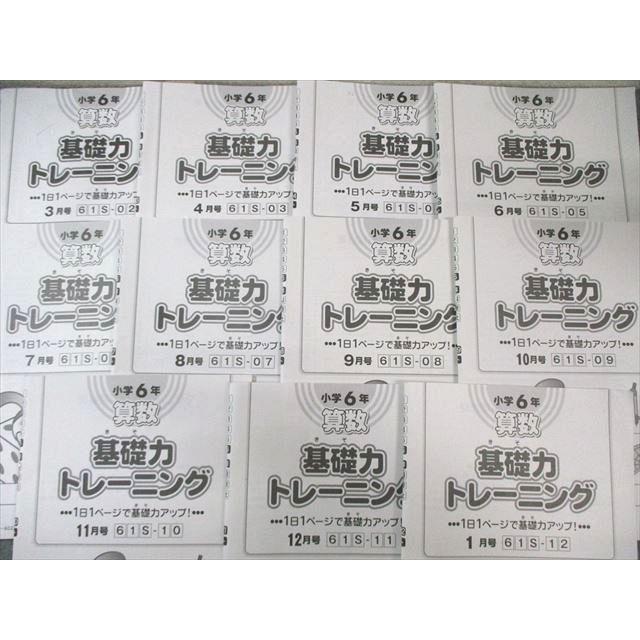 小学6年
算数
基礎力
トレーニン
•••1日1ページで基礎力アップ
3月号 61S-02
小学6年
算数
基礎力
トレーニン
•••1日1ページで基礎力アップ
4月号 61S-03
小学6年
算数
基礎力
トレーニン
•••1日1ページで基礎力アップ
5月号 61S-0
小学6年
算数
きそ
基礎力
トレーニング
•••1日1ページで基礎力アップ!•••
6月号 61S-05
小学6年
算数
基礎力
トレーニン
•••1日1ページで基礎力アップ
7月号 61S-0
小学6年
算数
きそ
基礎力
トレーニング
•••1日1ページで基礎力アップ!•••
8月号 61S-07
小学6年
算数
きそ
基礎力
トレーニング
•••1日1ページで基礎力アップ!•••
9月号 61S-08
小学6年
算数
きそ
基礎力
トレーニング
•••1日1ページで基礎力アップ!••
10月号 61S-09
小学6年
算数
きそ
基礎力
トレーニング
•••1日1ページで基礎力アップ!•••
11月号 61S-10
小学6年
算数
きそ
基礎力
トレーニン
•••1日1ページで基礎力アップ!
12月号 61S-11
小学6年
算数
きそ
基礎力
トレーニング
•••1日1ページで基礎力アップ!•••
1月号 61S-12